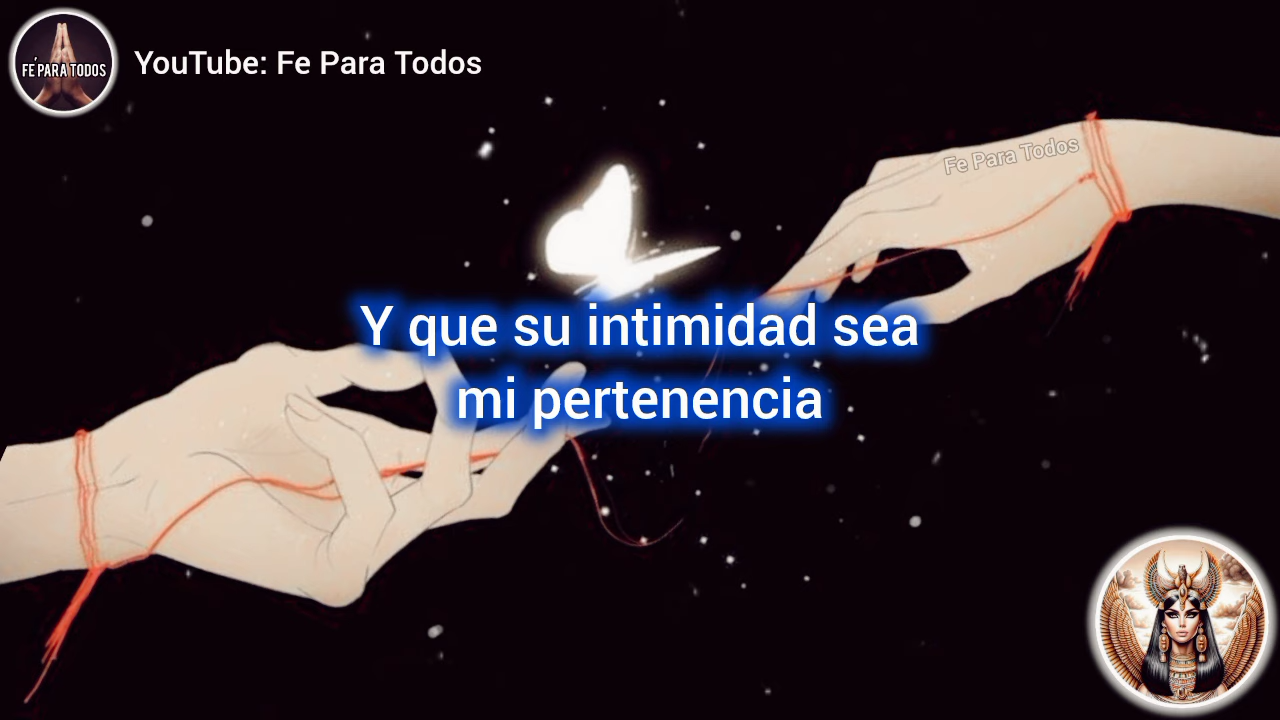 FE PARA TODOS
YouTube: Fe Para Todos
Fe Para Todos
Y que su intimidad sea
mi pertenencia